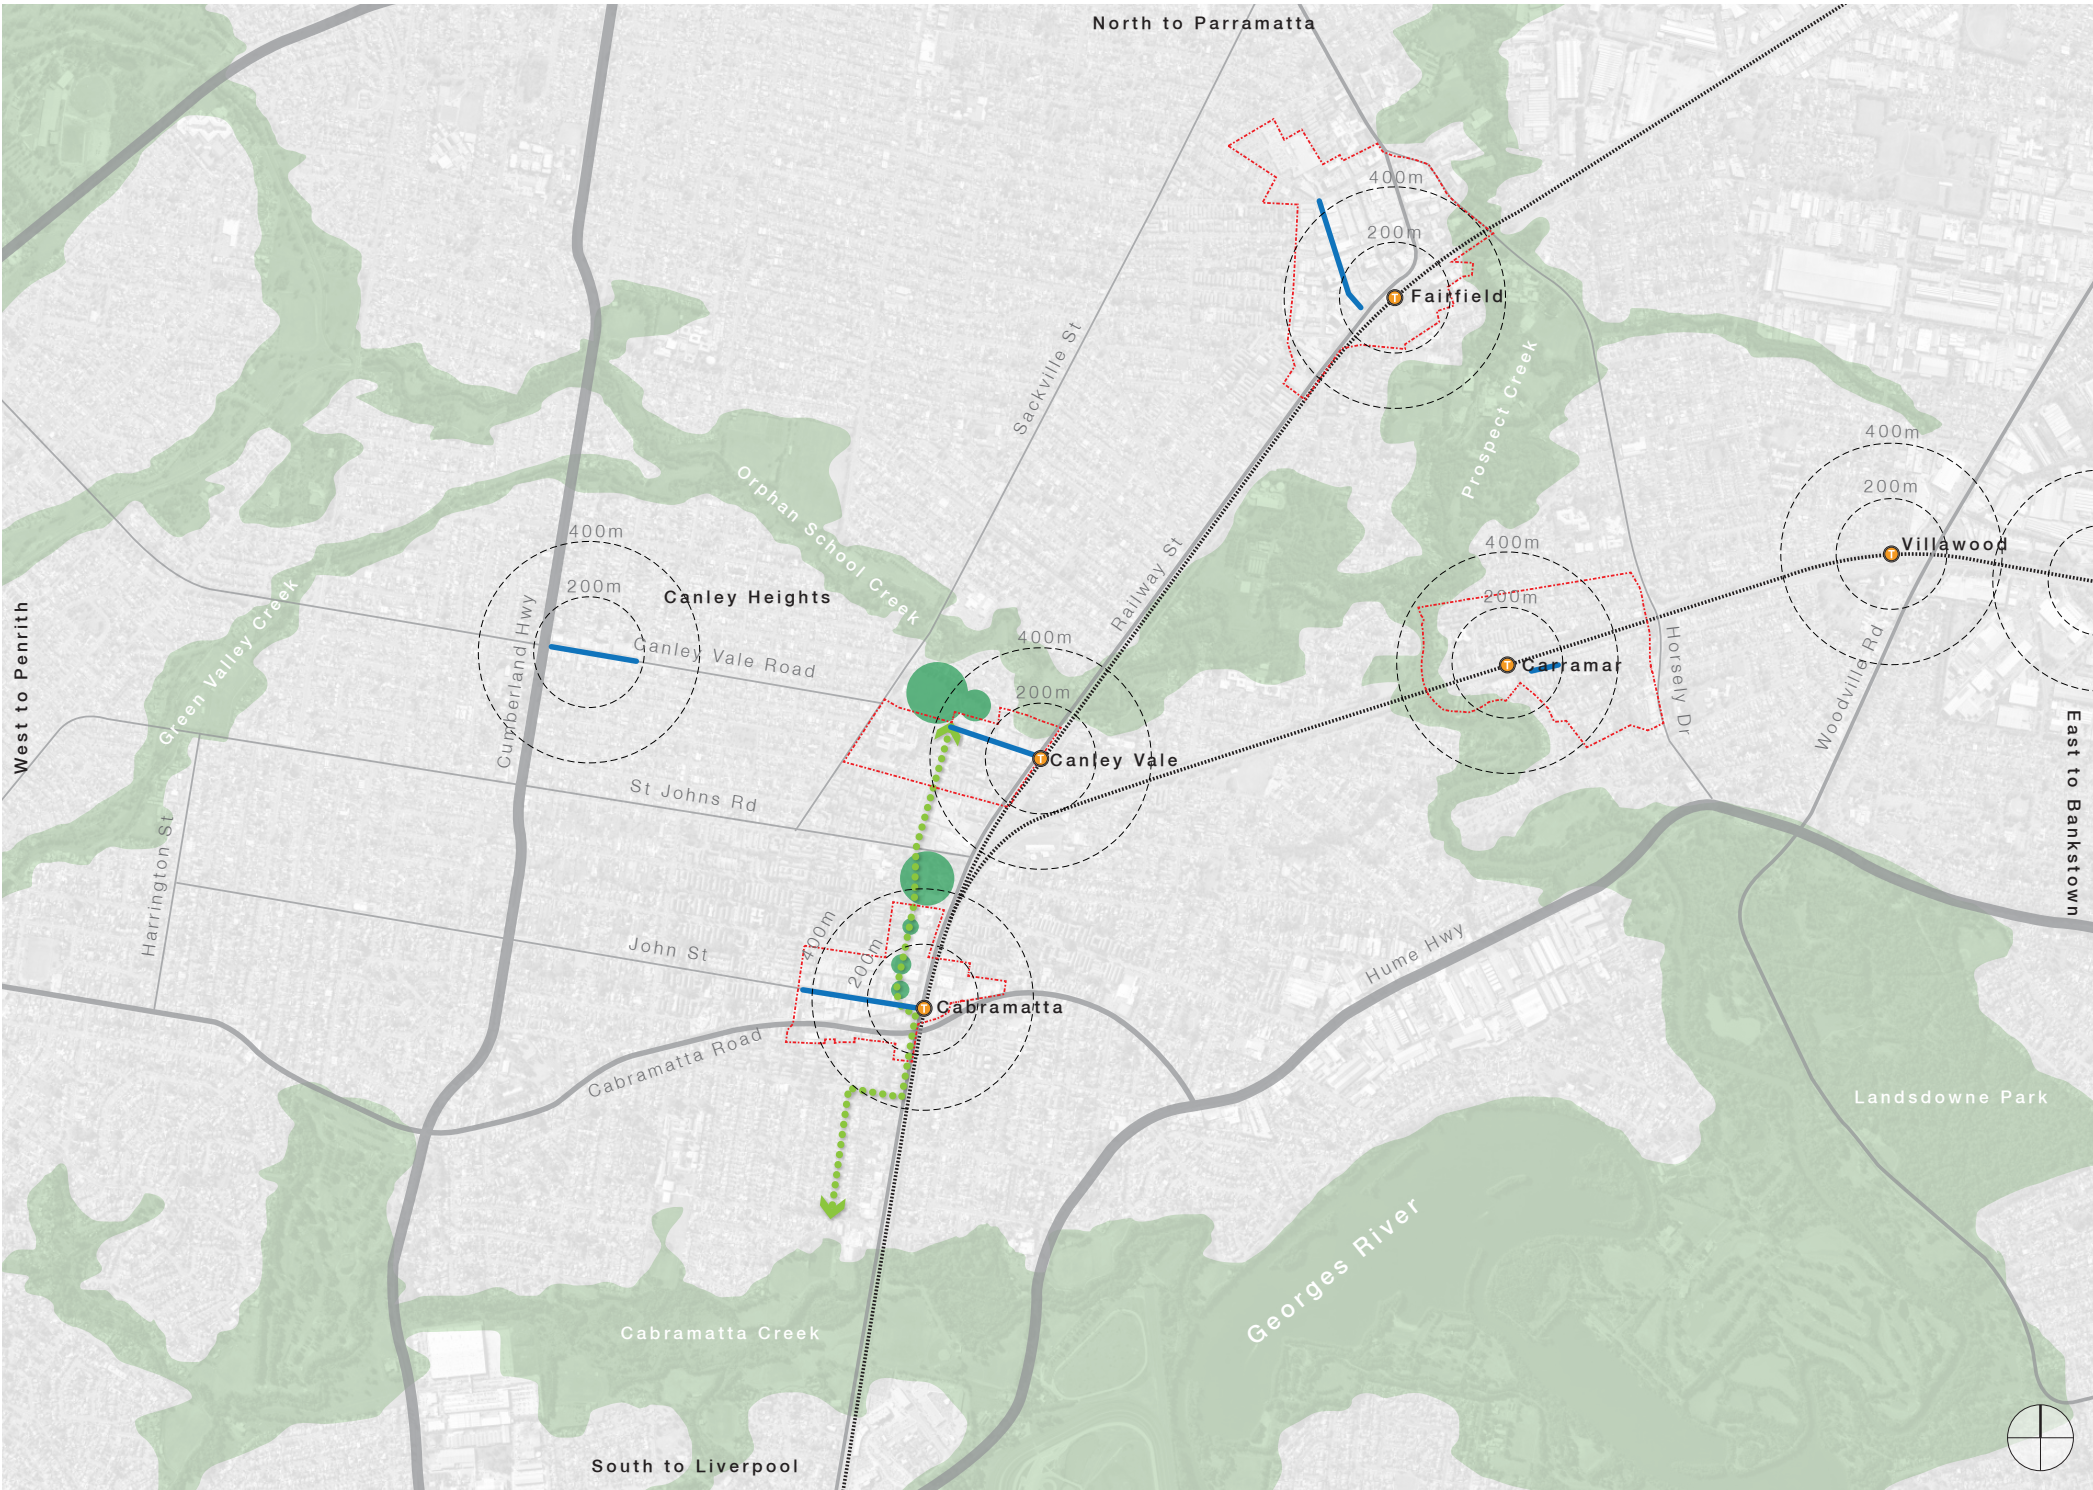 North to Parramatta
400m
200m
T
Fairfield
Sackville St
Prospect Creek
400m
200m
T
Villawood
Orphan School Creek
400m
200m
Canley Heights
Canley Vale Road
Cumberland Hwy
Green Valley Creek
West to Penrith
Railway St
400m
200m
T
Canley Vale
400m
200m
T
Carramar
Horsely Dr
Woodville Rd
East to Bankstown
St Johns Rd
Harrington St
John St
400m
200m
T
Cabramatta
Cabramatta Road
Hume Hwy
Landsdowne Park
Georges River
Cabramatta Creek
South to Liverpool